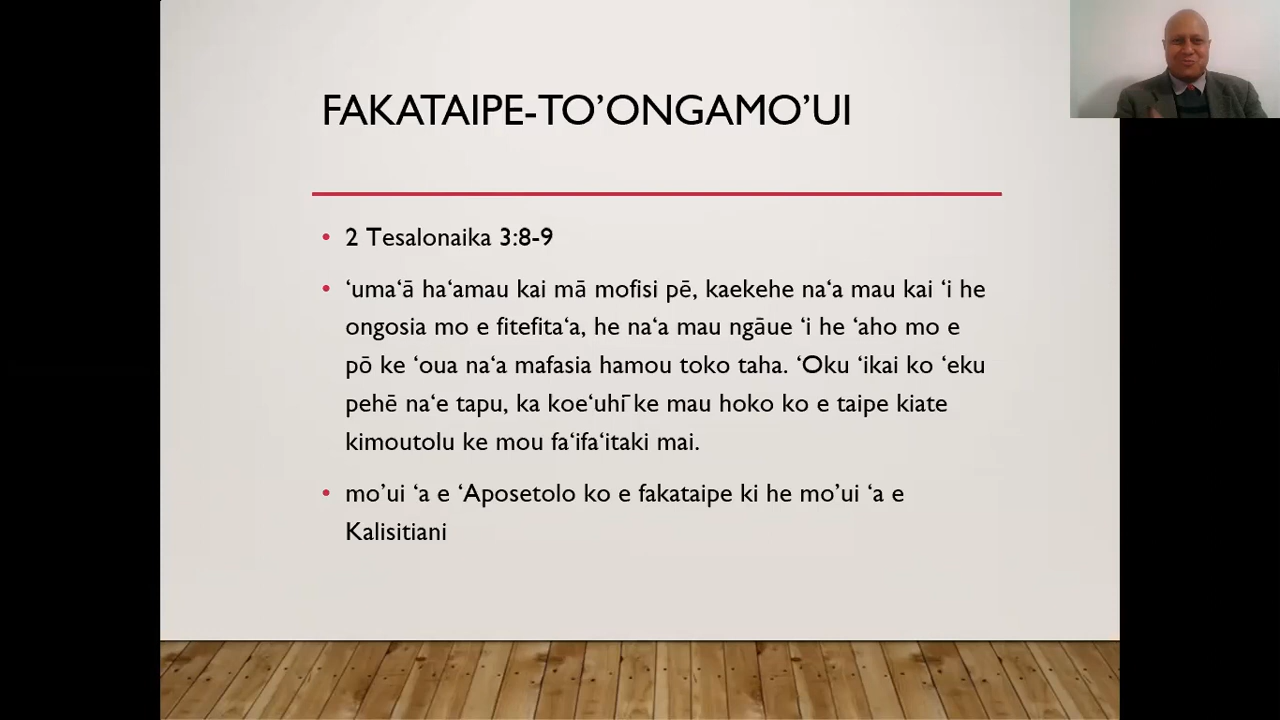 FAKATAIPE-TO’ONGAMO’UI
• 2 Tesalonaika 3:8-9
• ‘uma‘ā ha‘amau kai mā mofisi pē, kaekehe na‘a mau kai ‘i he
ongosia mo e fitefita‘a, he na‘a mau ngāue ‘i he ‘aho mo e
pō ke ‘oua na‘a mafasia hamou toko taha. ‘Oku ‘ikai ko ‘eku
pehē na‘e tapu, ka koe‘uhī ke mau hoko ko e taipe kiate
kimoutolu ke mou fa‘ifa‘itaki mai.
• mo’ui ‘a e ‘Aposetolo ko e fakataipe ki he mo’ui ‘a e
Kalisitiani